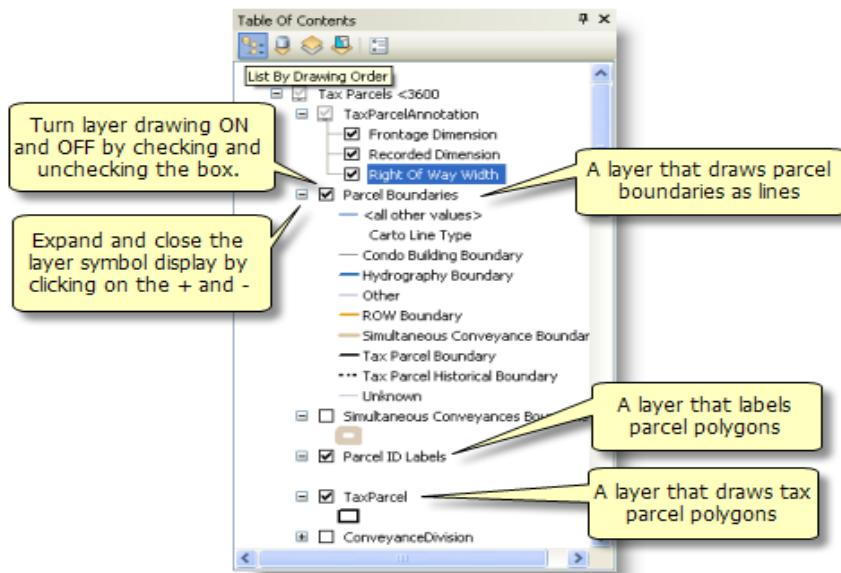 Table Of Contents
List By Drawing Order
Tax Parcels <3600
TaxParcelAnnotation
Frontage Dimension
Recorded Dimension
Right Of Way Width
Parcel Boundaries
<all other values>
Carto Line Type
Condo Building Boundary
Hydrography Boundary
Other
ROW Boundary
Simultaneous Conveyance Boundar
Tax Parcel Boundary
Tax Parcel Historical Boundary
Unknown
Simultaneous Conveyances Bou
Parcel ID Labels
TaxParcel
ConveyanceDivision
Turn layer drawing ON
and OFF by checking and
unchecking the box.
Expand and close the
layer symbol display by
clicking on the + and -
A layer that draws parcel
boundaries as lines
A layer that labels
parcel polygons
A layer that draws tax
parcel polygons